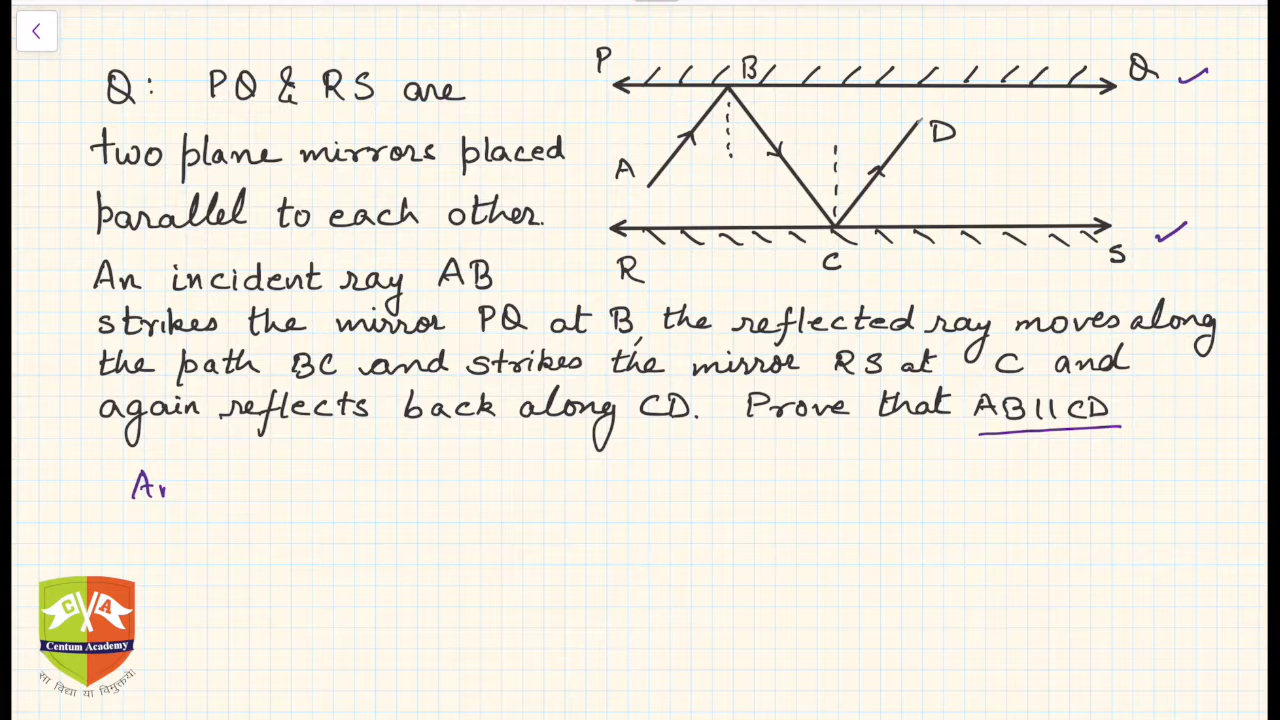 Q: PQ & RS are
two plane mirrors placed
parallel to each other.
An incident ray AB
strikes the mirror PQ at B, the reflected ray moves along
the path BC and strikes the mirror RS at C and
again reflects back along CD. Prove that AB || CD
P
B
Q
A
D
R
C
S
C A
Centum Academy
सा विद्या या विमुक्तये।